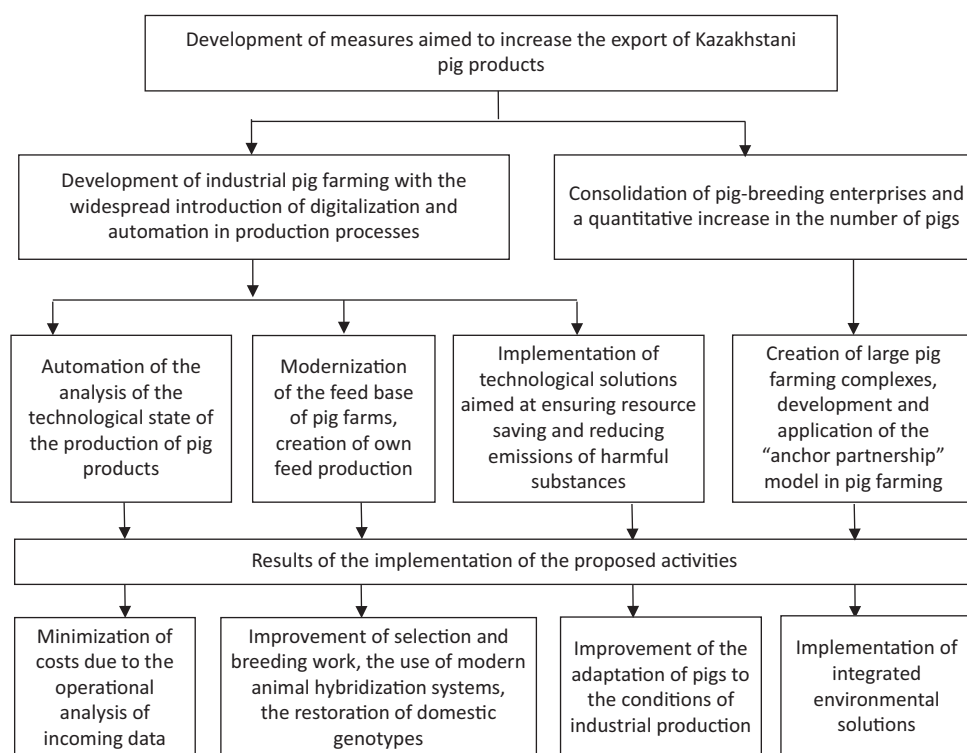 Development of measures aimed to increase the export of Kazakhstani
pig products
Development of industrial pig farming with the
widespread introduction of digitalization and
automation in production processes
Consolidation of pig-breeding enterprises and
a quantitative increase in the number of pigs
Automation of the
analysis of the
technological state of
the production of pig
products
Modernization
of the feed base
of pig farms,
creation of own
feed production
Implementation of
technological solutions
aimed at ensuring resource
saving and reducing
emissions of harmful
substances
Creation of large pig
farming complexes,
development and
application of the
“anchor partnership”
model in pig farming
Results of the implementation of the proposed activities
Minimization of
costs due to the
operational
analysis of
incoming data
Improvement of selection and
breeding work, the use of modern
animal hybridization systems,
the restoration of domestic
genotypes
Improvement of the
adaptation of pigs to
the conditions of
industrial production
Implementation of
integrated
environmental
solutions